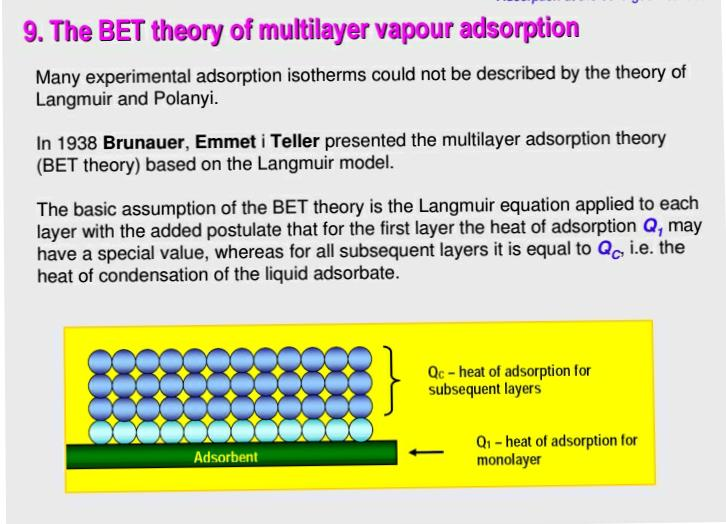 9. The BET theory of multilayer vapour adsorption
Many experimental adsorption isotherms could not be described by the theory of
Langmuir and Polanyi.
In 1938 Brunauer, Emmet i Teller presented the multilayer adsorption theory
(BET theory) based on the Langmuir model.
The basic assumption of the BET theory is the Langmuir equation applied to each
layer with the added postulate that for the first layer the heat of adsorption Q1 may
have a special value, whereas for all subsequent layers it is equal to QC, i.e. the
heat of condensation of the liquid adsorbate.
QC – heat of adsorption for
subsequent layers
Adsorbent
Q1 – heat of adsorption for
monolayer